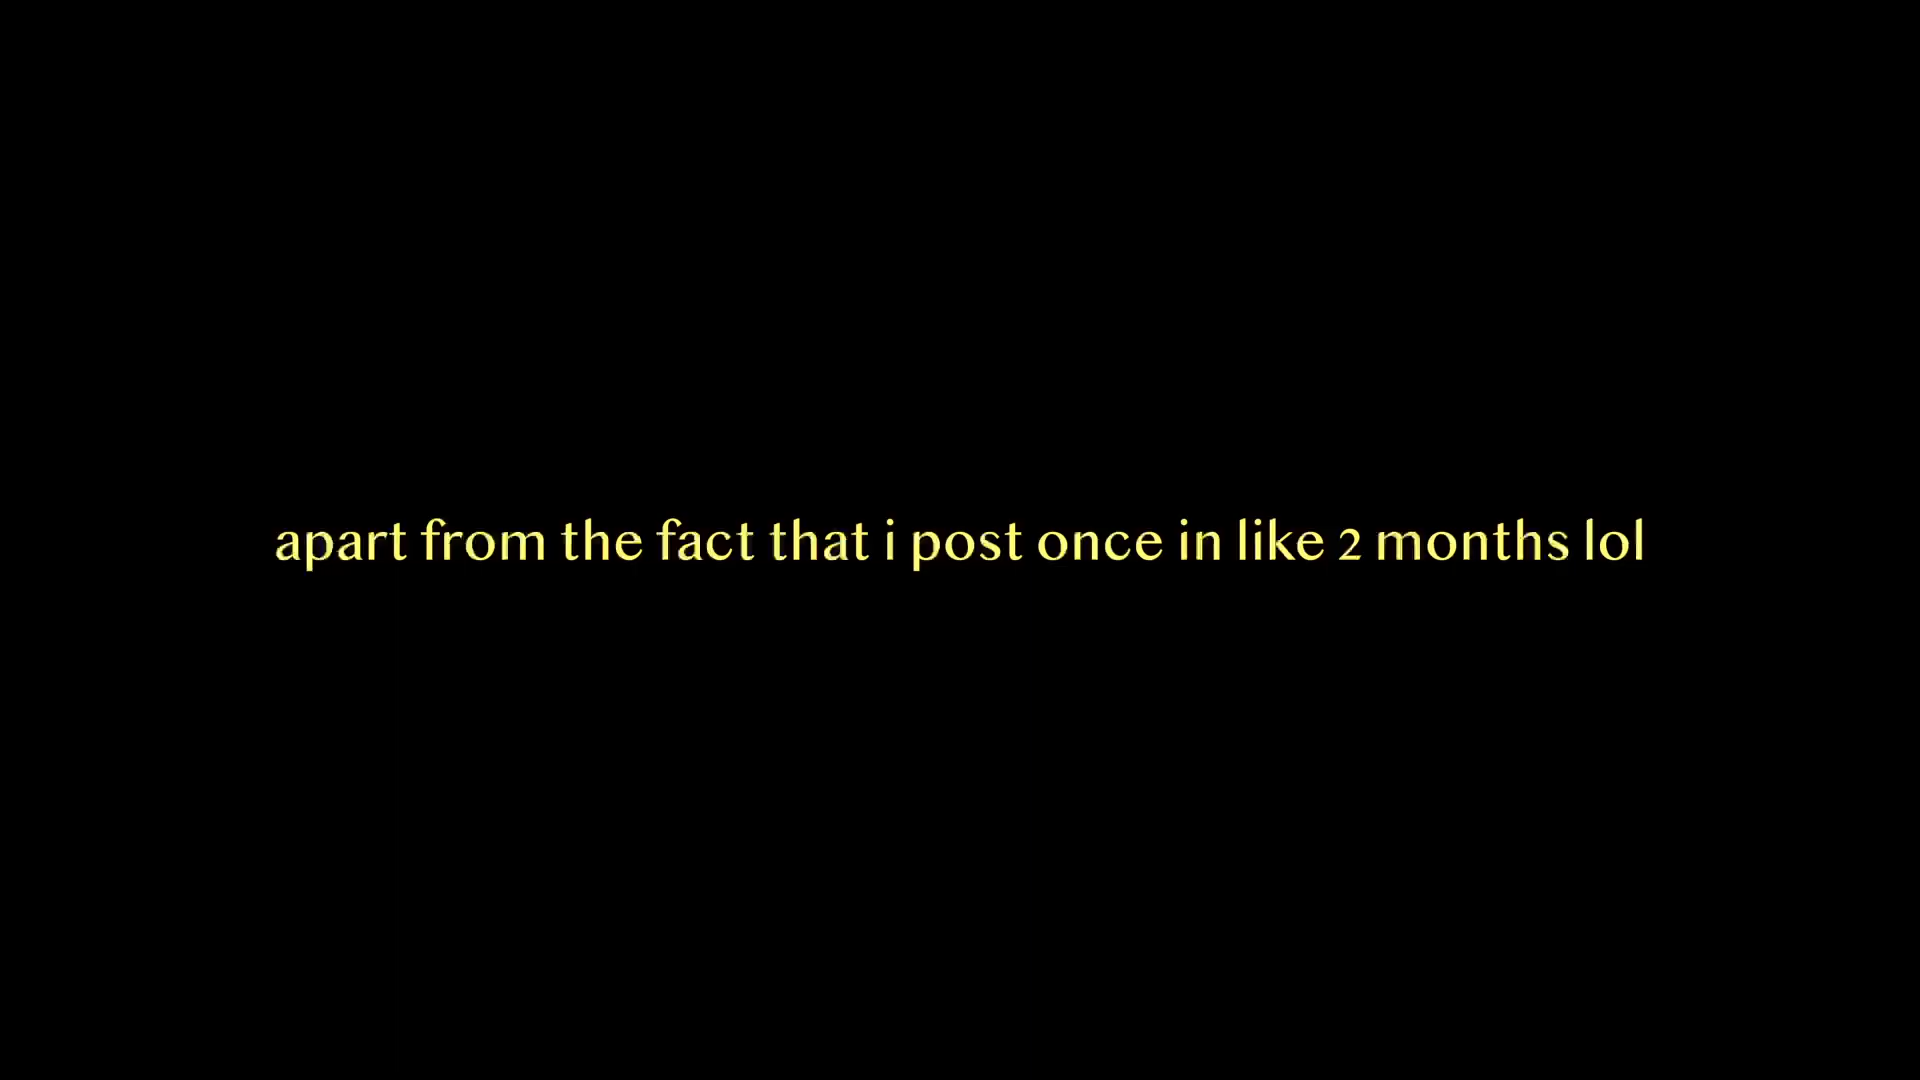 apart from the fact that i post once in like 2 months lol